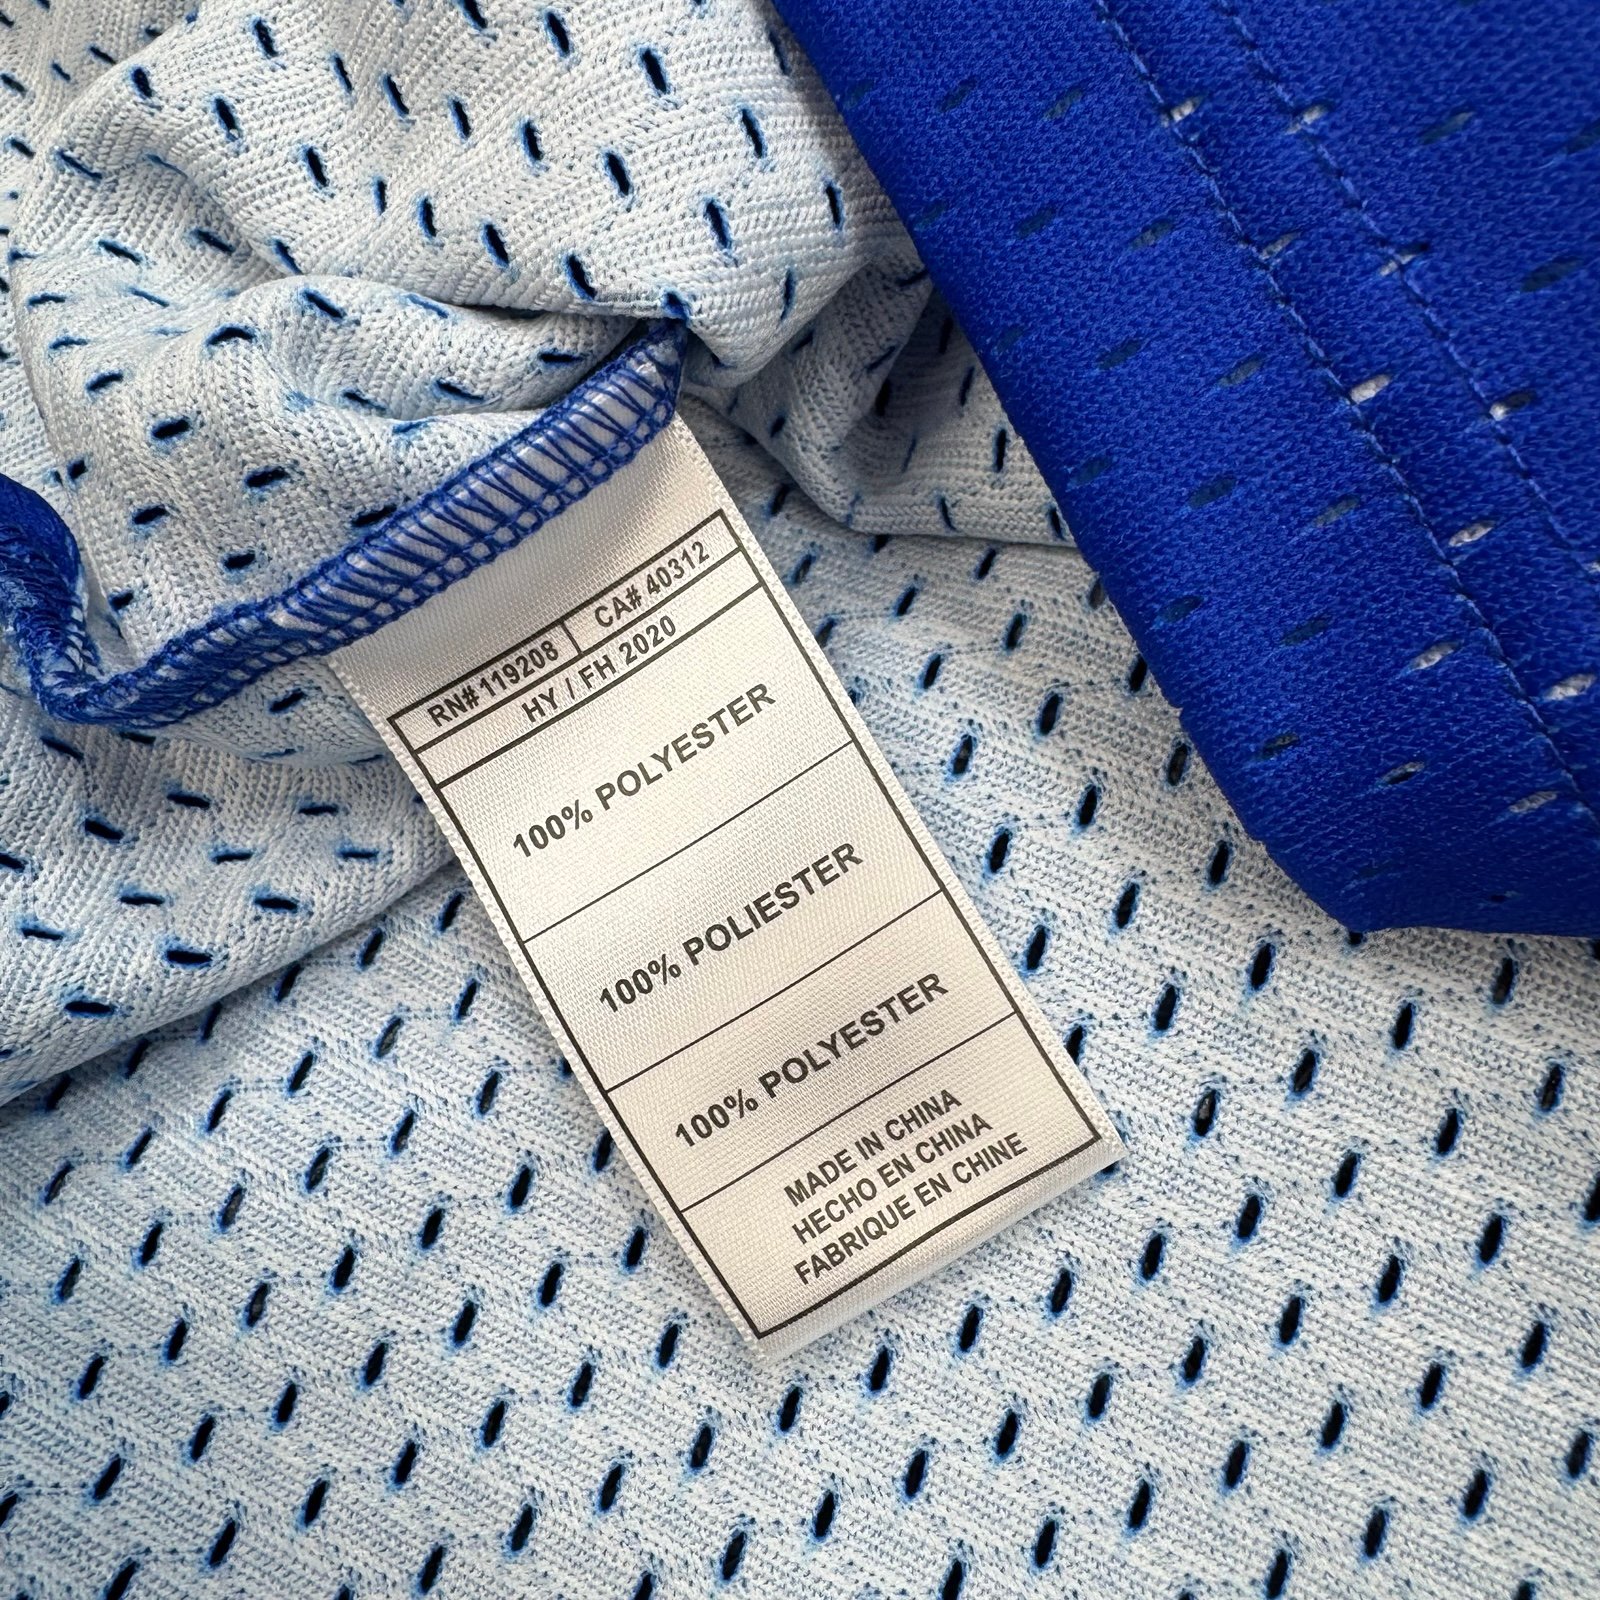 RN# 119208 CA# 40312
HY / FH 2020
100% POLYESTER
100% POLIESTER
100% POLYESTER
MADE IN CHINA
HECHO EN CHINA
FABRIQUE EN CHINE